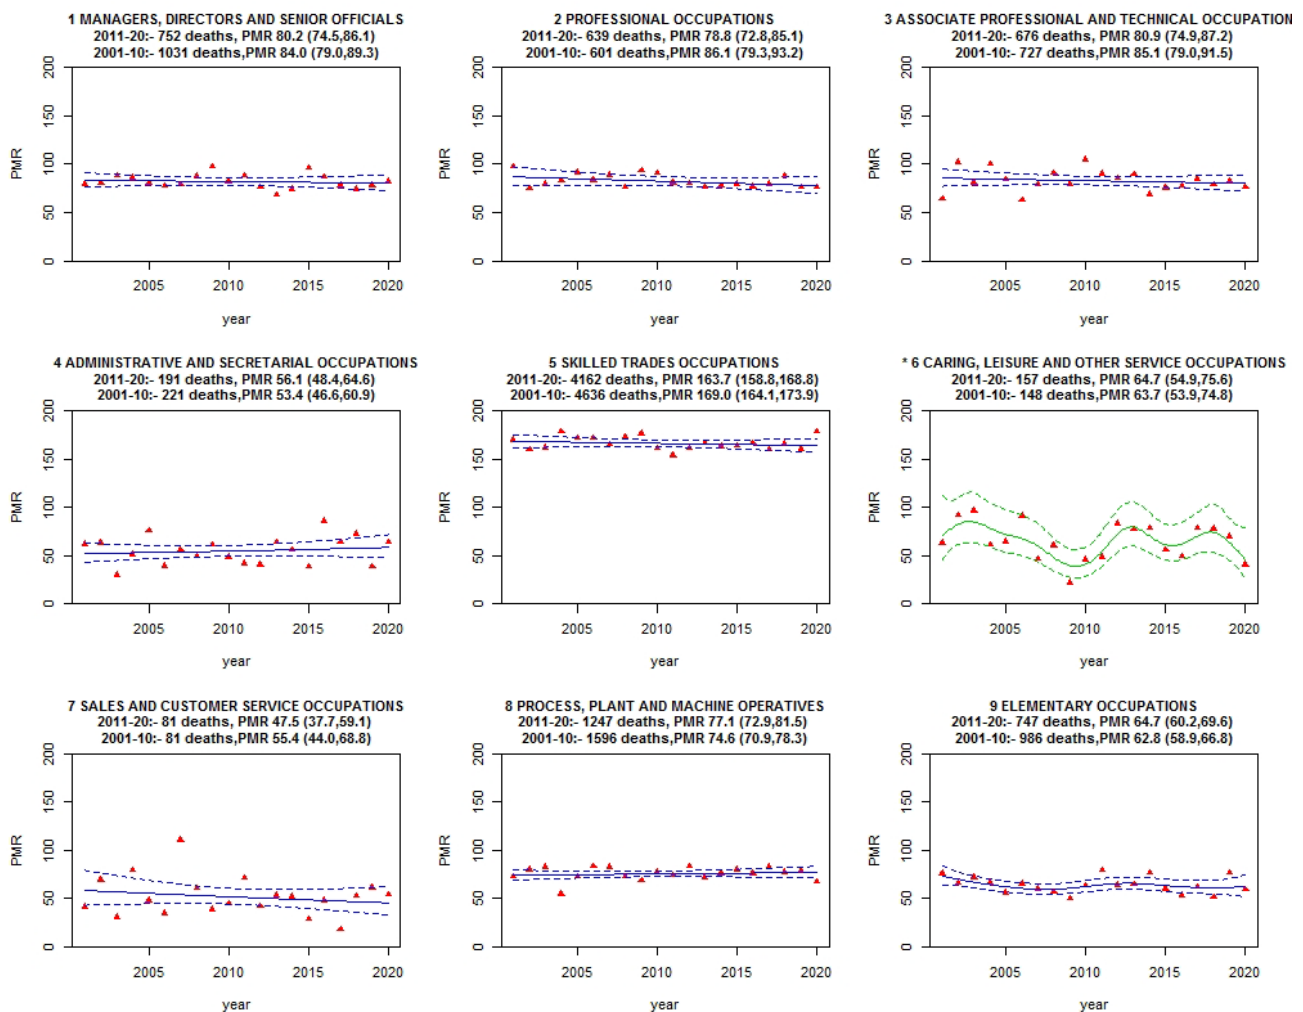 1 MANAGERS, DIRECTORS AND SENIOR OFFICIALS
2011-20:- 752 deaths, PMR 80.2 (74.5,86.1)
2001-10:- 1031 deaths,PMR 84.0 (79.0,89.3)
200
150
100
50
0
PMR
2005
2010
2015
2020
year
2 PROFESSIONAL OCCUPATIONS
2011-20:- 639 deaths, PMR 78.8 (72.8,85.1)
2001-10:- 601 deaths,PMR 86.1 (79.3,93.2)
200
150
100
50
0
PMR
2005
2010
2015
2020
year
3 ASSOCIATE PROFESSIONAL AND TECHNICAL OCCUPATION
2011-20:- 676 deaths, PMR 80.9 (74.9,87.2)
2001-10:- 727 deaths,PMR 85.1 (79.0,91.5)
200
150
100
50
0
PMR
2005
2010
2015
2020
year
4 ADMINISTRATIVE AND SECRETARIAL OCCUPATIONS
2011-20:- 191 deaths, PMR 56.1 (48.4,64.6)
2001-10:- 221 deaths,PMR 53.4 (46.6,60.9)
200
150
100
50
0
PMR
2005
2010
2015
2020
year
5 SKILLED TRADES OCCUPATIONS
2011-20:- 4162 deaths, PMR 163.7 (158.8,168.8)
2001-10:- 4636 deaths,PMR 169.0 (164.1,173.9)
200
150
100
50
0
PMR
2005
2010
2015
2020
year
* 6 CARING, LEISURE AND OTHER SERVICE OCCUPATIONS
2011-20:- 157 deaths, PMR 64.7 (54.9,75.6)
2001-10:- 148 deaths,PMR 63.7 (53.9,74.8)
200
150
100
50
0
PMR
2005
2010
2015
2020
year
7 SALES AND CUSTOMER SERVICE OCCUPATIONS
2011-20:- 81 deaths, PMR 47.5 (37.7,59.1)
2001-10:- 81 deaths,PMR 55.4 (44.0,68.8)
200
150
100
50
0
PMR
2005
2010
2015
2020
year
8 PROCESS, PLANT AND MACHINE OPERATIVES
2011-20:- 1247 deaths, PMR 77.1 (72.9,81.5)
2001-10:- 1596 deaths,PMR 74.6 (70.9,78.3)
200
150
100
50
0
PMR
2005
2010
2015
2020
year
9 ELEMENTARY OCCUPATIONS
2011-20:- 747 deaths, PMR 64.7 (60.2,69.6)
2001-10:- 986 deaths,PMR 62.8 (58.9,66.8)
200
150
100
50
0
PMR
2005
2010
2015
2020
year